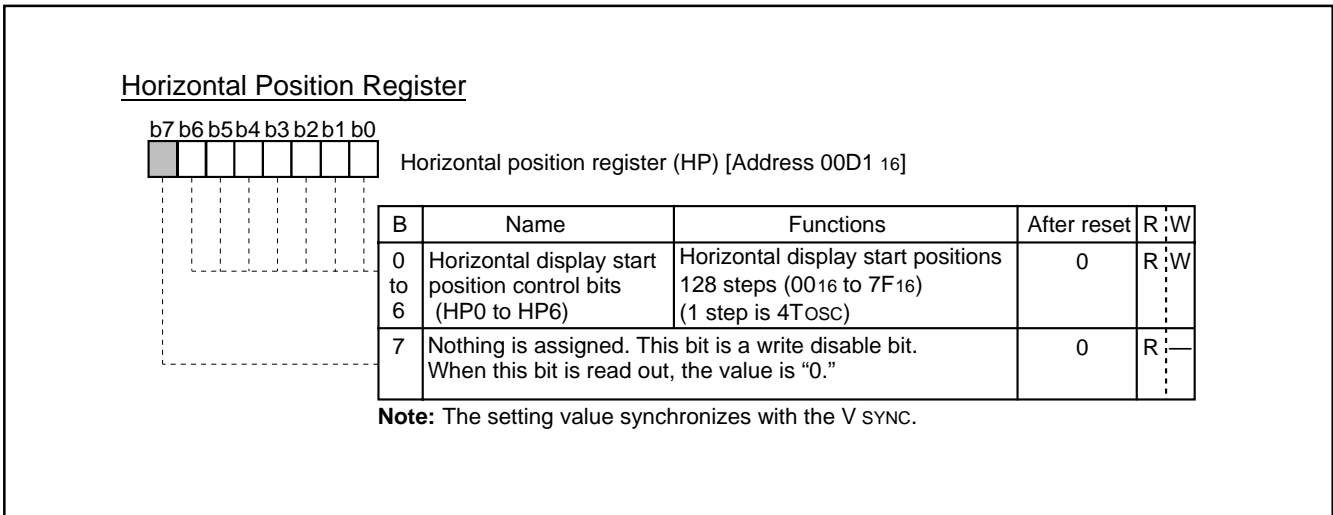 Horizontal Position Register
b7 b6 b5 b4 b3 b2 b1 b0
Horizontal position register (HP) [Address 00D1 16]
B Name Functions After reset R W
0 Horizontal display start Horizontal display start positions 0 R W
to position control bits 128 steps (0016 to 7F16)
6 (HP0 to HP6) (1 step is 4TOSC)
7 Nothing is assigned. This bit is a write disable bit. 0 R —
When this bit is read out, the value is “0.”
Note: The setting value synchronizes with the V SYNC.